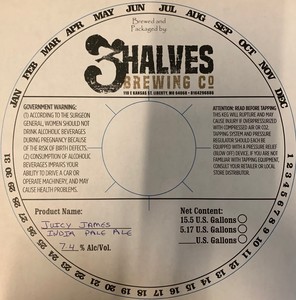 JAN FEB MAR APR MAY JUN JUL AUG SEP OCT NOV DEC
Brewed and
Packaged by:
3HALVES
BREWING CO
110 E KANSAS ST. LIBERTY, MO 64068 · @3HALVESBC
GOVERNMENT WARNING:
(1) ACCORDING TO THE SURGEON
GENERAL, WOMEN SHOULD NOT
DRINK ALCOHOLIC BEVERAGES
DURING PREGNANCY BECAUSE
OF THE RISK OF BIRTH DEFECTS.
(2) CONSUMPTION OF ALCOHOLIC
BEVERAGES IMPAIRS YOUR
ABILITY TO DRIVE A CAR OR
OPERATE MACHINERY, AND MAY
CAUSE HEALTH PROBLEMS.
ATTENTION: READ BEFORE TAPPING
THIS KEG WILL RUPTURE AND MAY
CAUSE INJURY IF OVERPRESSURIZED
WITH COMPRESSED AIR OR CO2.
TAPPING SYSTEM AND PRESSURE
REGULATOR SHOULD EACH BE
EQUIPPED WITH A PRESSURE RELIEF
(BLOW OFF) DEVICE. IF YOU ARE NOT
FAMILIAR WITH TAPPING EQUIPMENT,
CONSULT YOUR RETAILER OR LOCAL
STORE DISTRIBUTOR.
Product Name:
JUICY JAMES
INDIA PALE ALE
7.4 % Alc/Vol.
Net Content:
15.5 U.S. Gallons
5.17 U.S. Gallons
U.S. Gallons
1 2 3 4 5 6 7 8 9 10 11 12 13 14 15 16 17 18 19 20 21 22 23 24 25 26 27 28 29 30 31